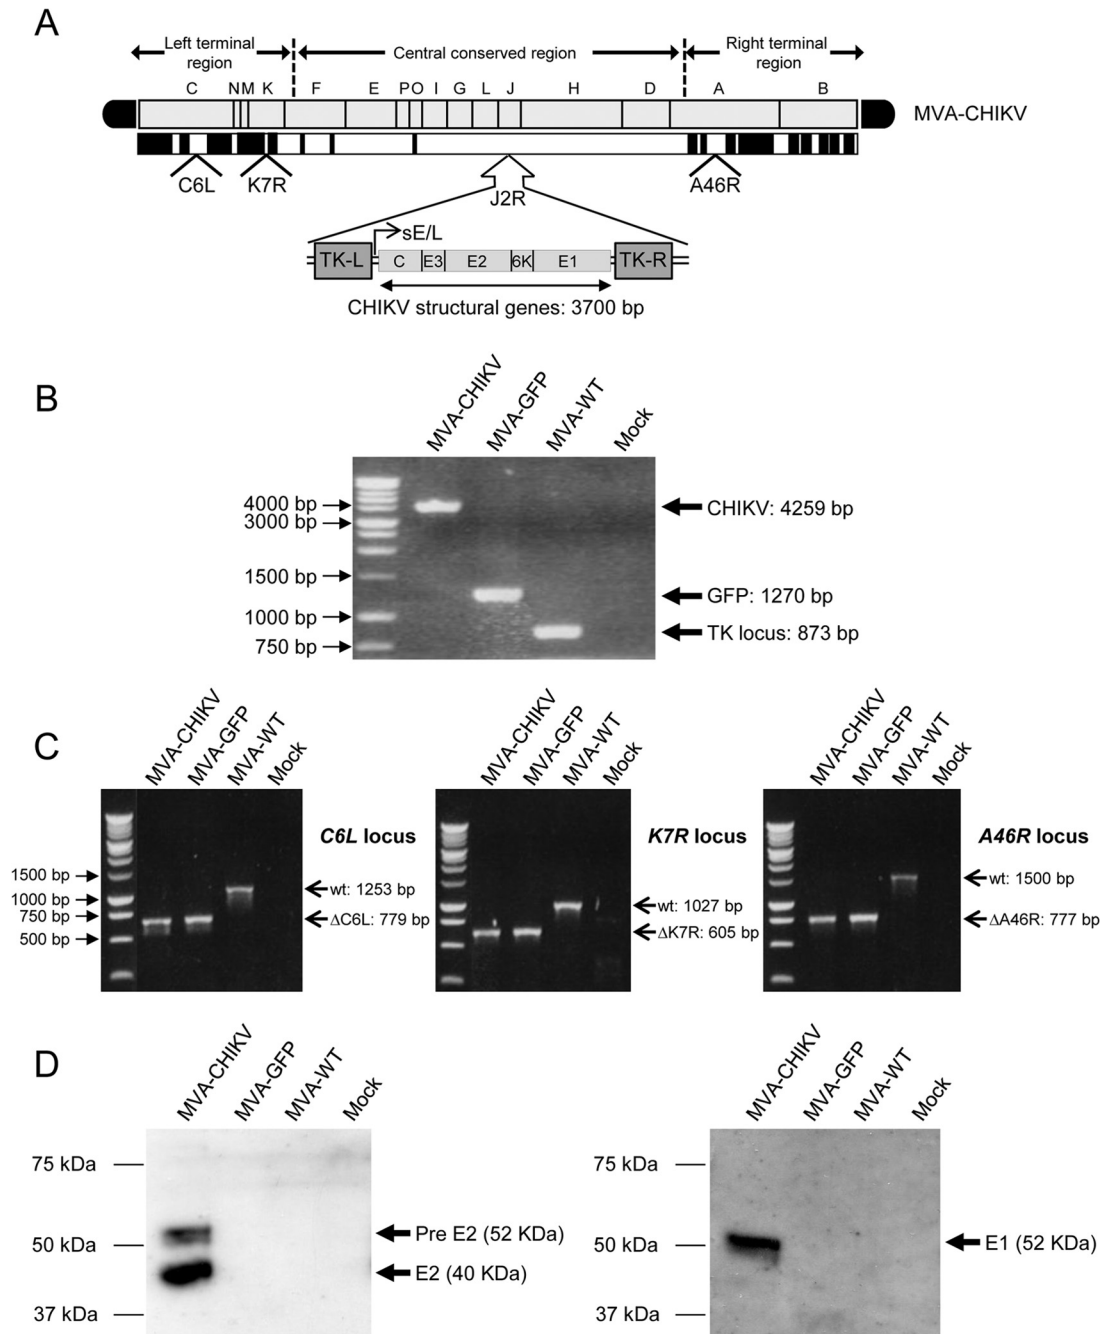 A
Left terminal
region
Central conserved region
Right terminal
region
C N M K F E P O I G L J H D A B
MVA-CHIKV
C6L K7R J2R A46R
sE/L
TK-L C E3 E2 6K E1 TK-R
CHIKV structural genes: 3700 bp
B
MVA-CHIKV MVA-GFP MVA-WT Mock
4000 bp
3000 bp
1500 bp
1000 bp
750 bp
CHIKV: 4259 bp
GFP: 1270 bp
TK locus: 873 bp
C
MVA-CHIKV MVA-GFP MVA-WT Mock
1500 bp
1000 bp
750 bp
500 bp
C6L locus
wt: 1253 bp
ΔC6L: 779 bp
MVA-CHIKV MVA-GFP MVA-WT Mock
K7R locus
wt: 1027 bp
ΔK7R: 605 bp
MVA-CHIKV MVA-GFP MVA-WT Mock
A46R locus
wt: 1500 bp
ΔA46R: 777 bp
D
MVA-CHIKV MVA-GFP MVA-WT Mock
75 kDa
50 kDa
37 kDa
Pre E2 (52 KDa)
E2 (40 KDa)
MVA-CHIKV MVA-GFP MVA-WT Mock
75 kDa
50 kDa
37 kDa
E1 (52 KDa)